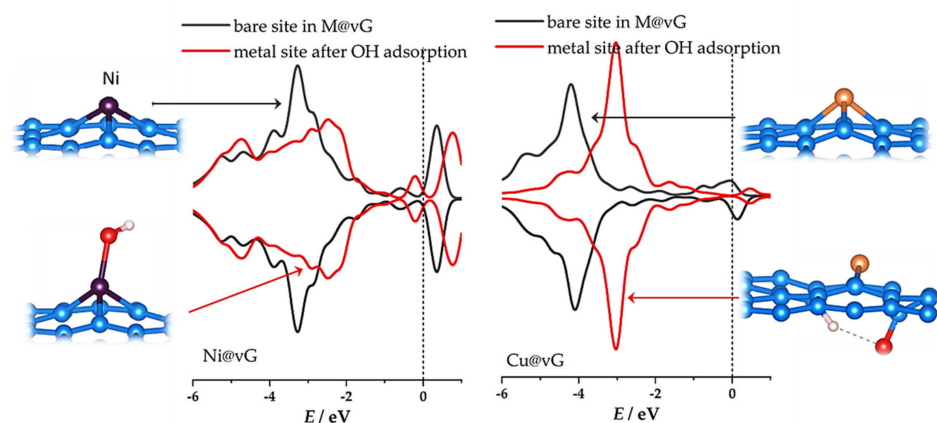 bare site in M@vG
metal site after OH adsorption
bare site in M@vG
metal site after OH adsorption
Ni
Ni@vG
Cu@vG
-6 -4 -2 0
E / eV
-6 -4 -2 0
E / eV